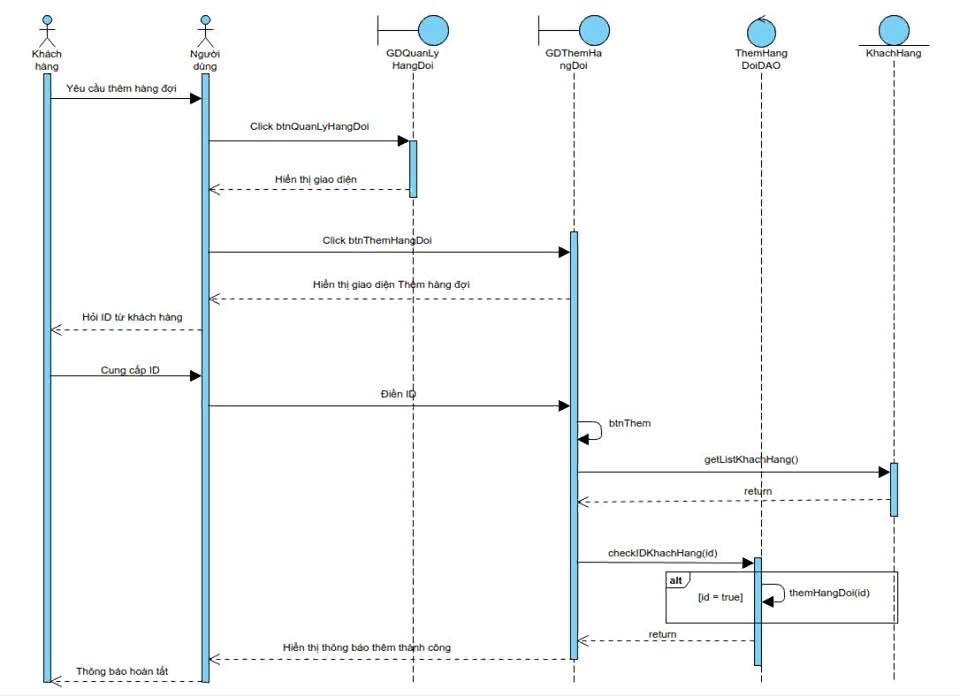 Khách
hàng
Người
dùng
GDQuanLy
HangDoi
GDThemHa
ngDoi
ThemHang
DoiDAO
KhachHang
Yêu cầu thêm hàng đợi
Click btnQuanLyHangDoi
Hiển thị giao diện
Click btnThemHangDoi
Hiển thị giao diện Thêm hàng đợi
Hỏi ID từ khách hàng
Cung cấp ID
Điền ID
btnThem
getListKhachHang()
return
checkIDKhachHang(id)
alt
[id = true]
themHangDoi(id)
return
Hiển thị thông báo thêm thành công
Thông báo hoàn tất